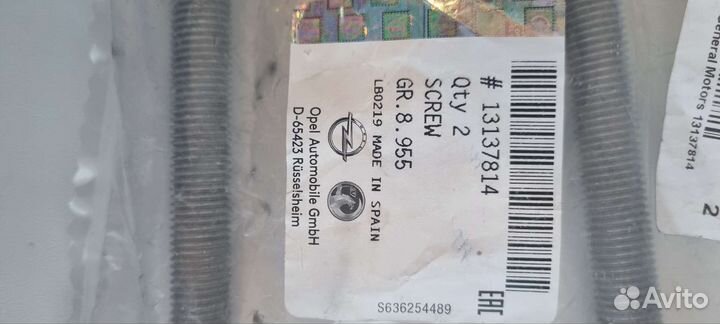 # 13137814
Qty 2
SCREW
GR.8.955
LB0219 MADE IN SPAIN
Opel Automobile GmbH
D-65423 Rüsselsheim
S636254489
EAC
General Motors 13137814
2
Avito